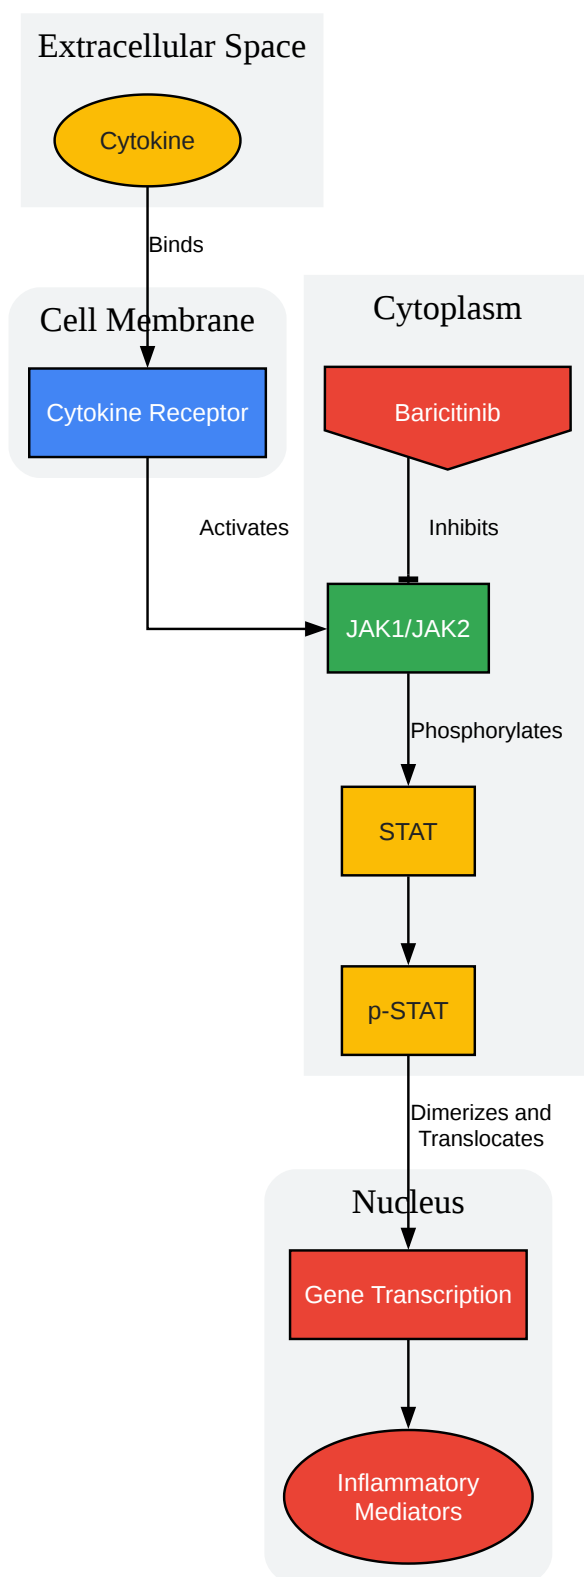 Extracellular Space
Cytokine
Binds
Cell Membrane
Cytokine Receptor
Cytoplasm
Baricitinib
Activates
Inhibits
JAK1/JAK2
Phosphorylates
STAT
p-STAT
Dimerizes and
Translocates
Nucleus
Gene Transcription
Inflammatory
Mediators